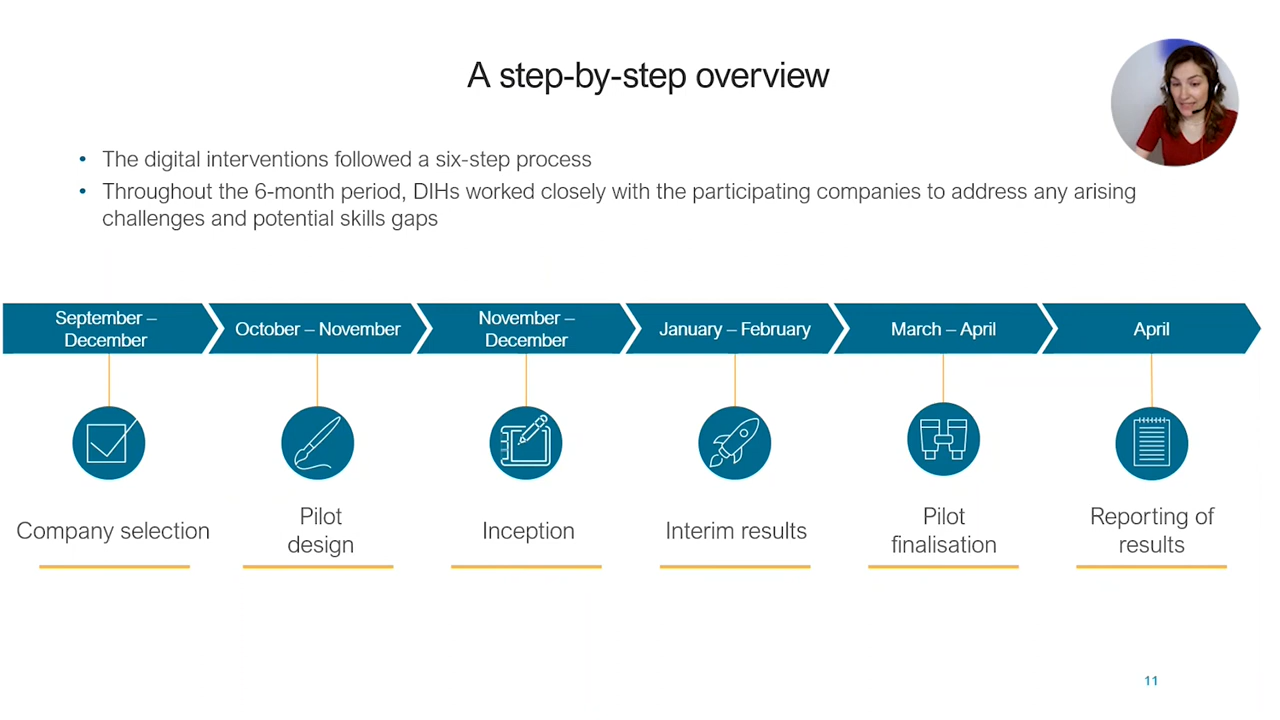 A step-by-step overview
• The digital interventions followed a six-step process
• Throughout the 6-month period, DIHs worked closely with the participating companies to address any arising
challenges and potential skills gaps
September –
December
October – November
November –
December
January – February
March – April
April
Company selection
Pilot
design
Inception
Interim results
Pilot
finalisation
Reporting of
results
11